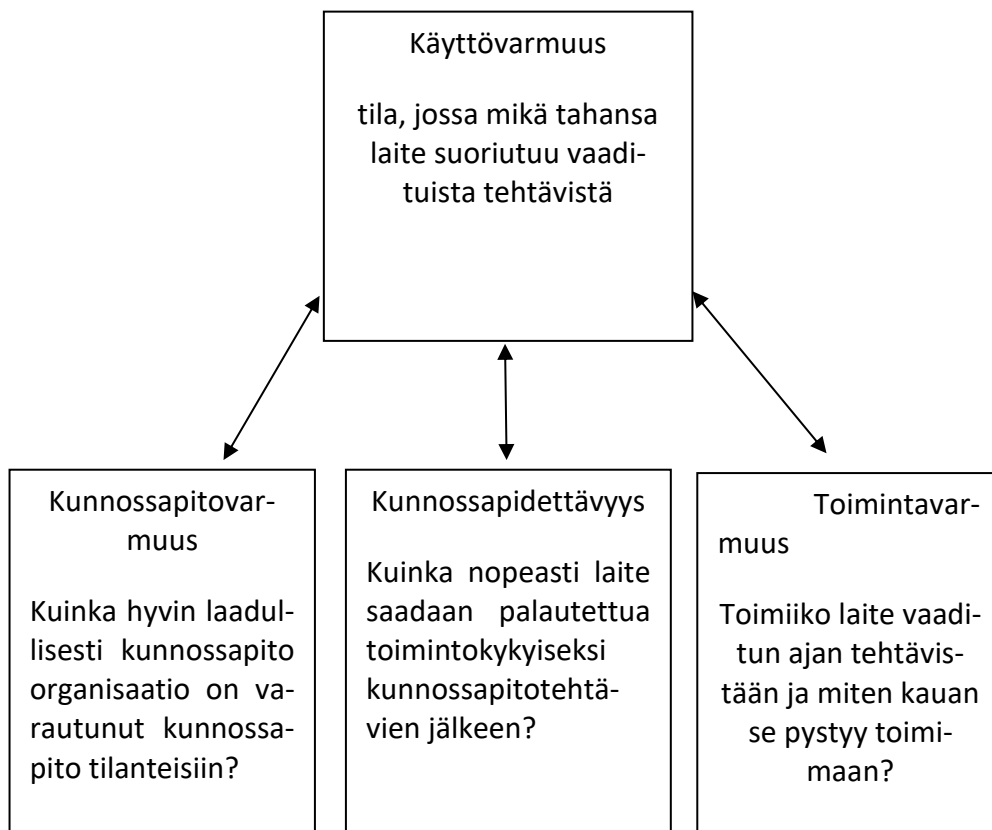 Käyttövarmuus
tila, jossa mikä tahansa
laite suoriutuu vaadi-
tuista tehtävistä
Kunnossapitovar-
muus
Kuinka hyvin laadul-
lisesti kunnossapito
organisaatio on va-
rautunut kunnossa-
pito tilanteisiin?
Kunnossapidettävyys
Kuinka nopeasti laite
saadaan palautettua
toimintokykyiseksi
kunnossapitotehtä-
vien jälkeen?
Toimintavar-
muus
Toimiiko laite vaadi-
tun ajan tehtävis-
tään ja miten kauan
se pystyy toimi-
maan?